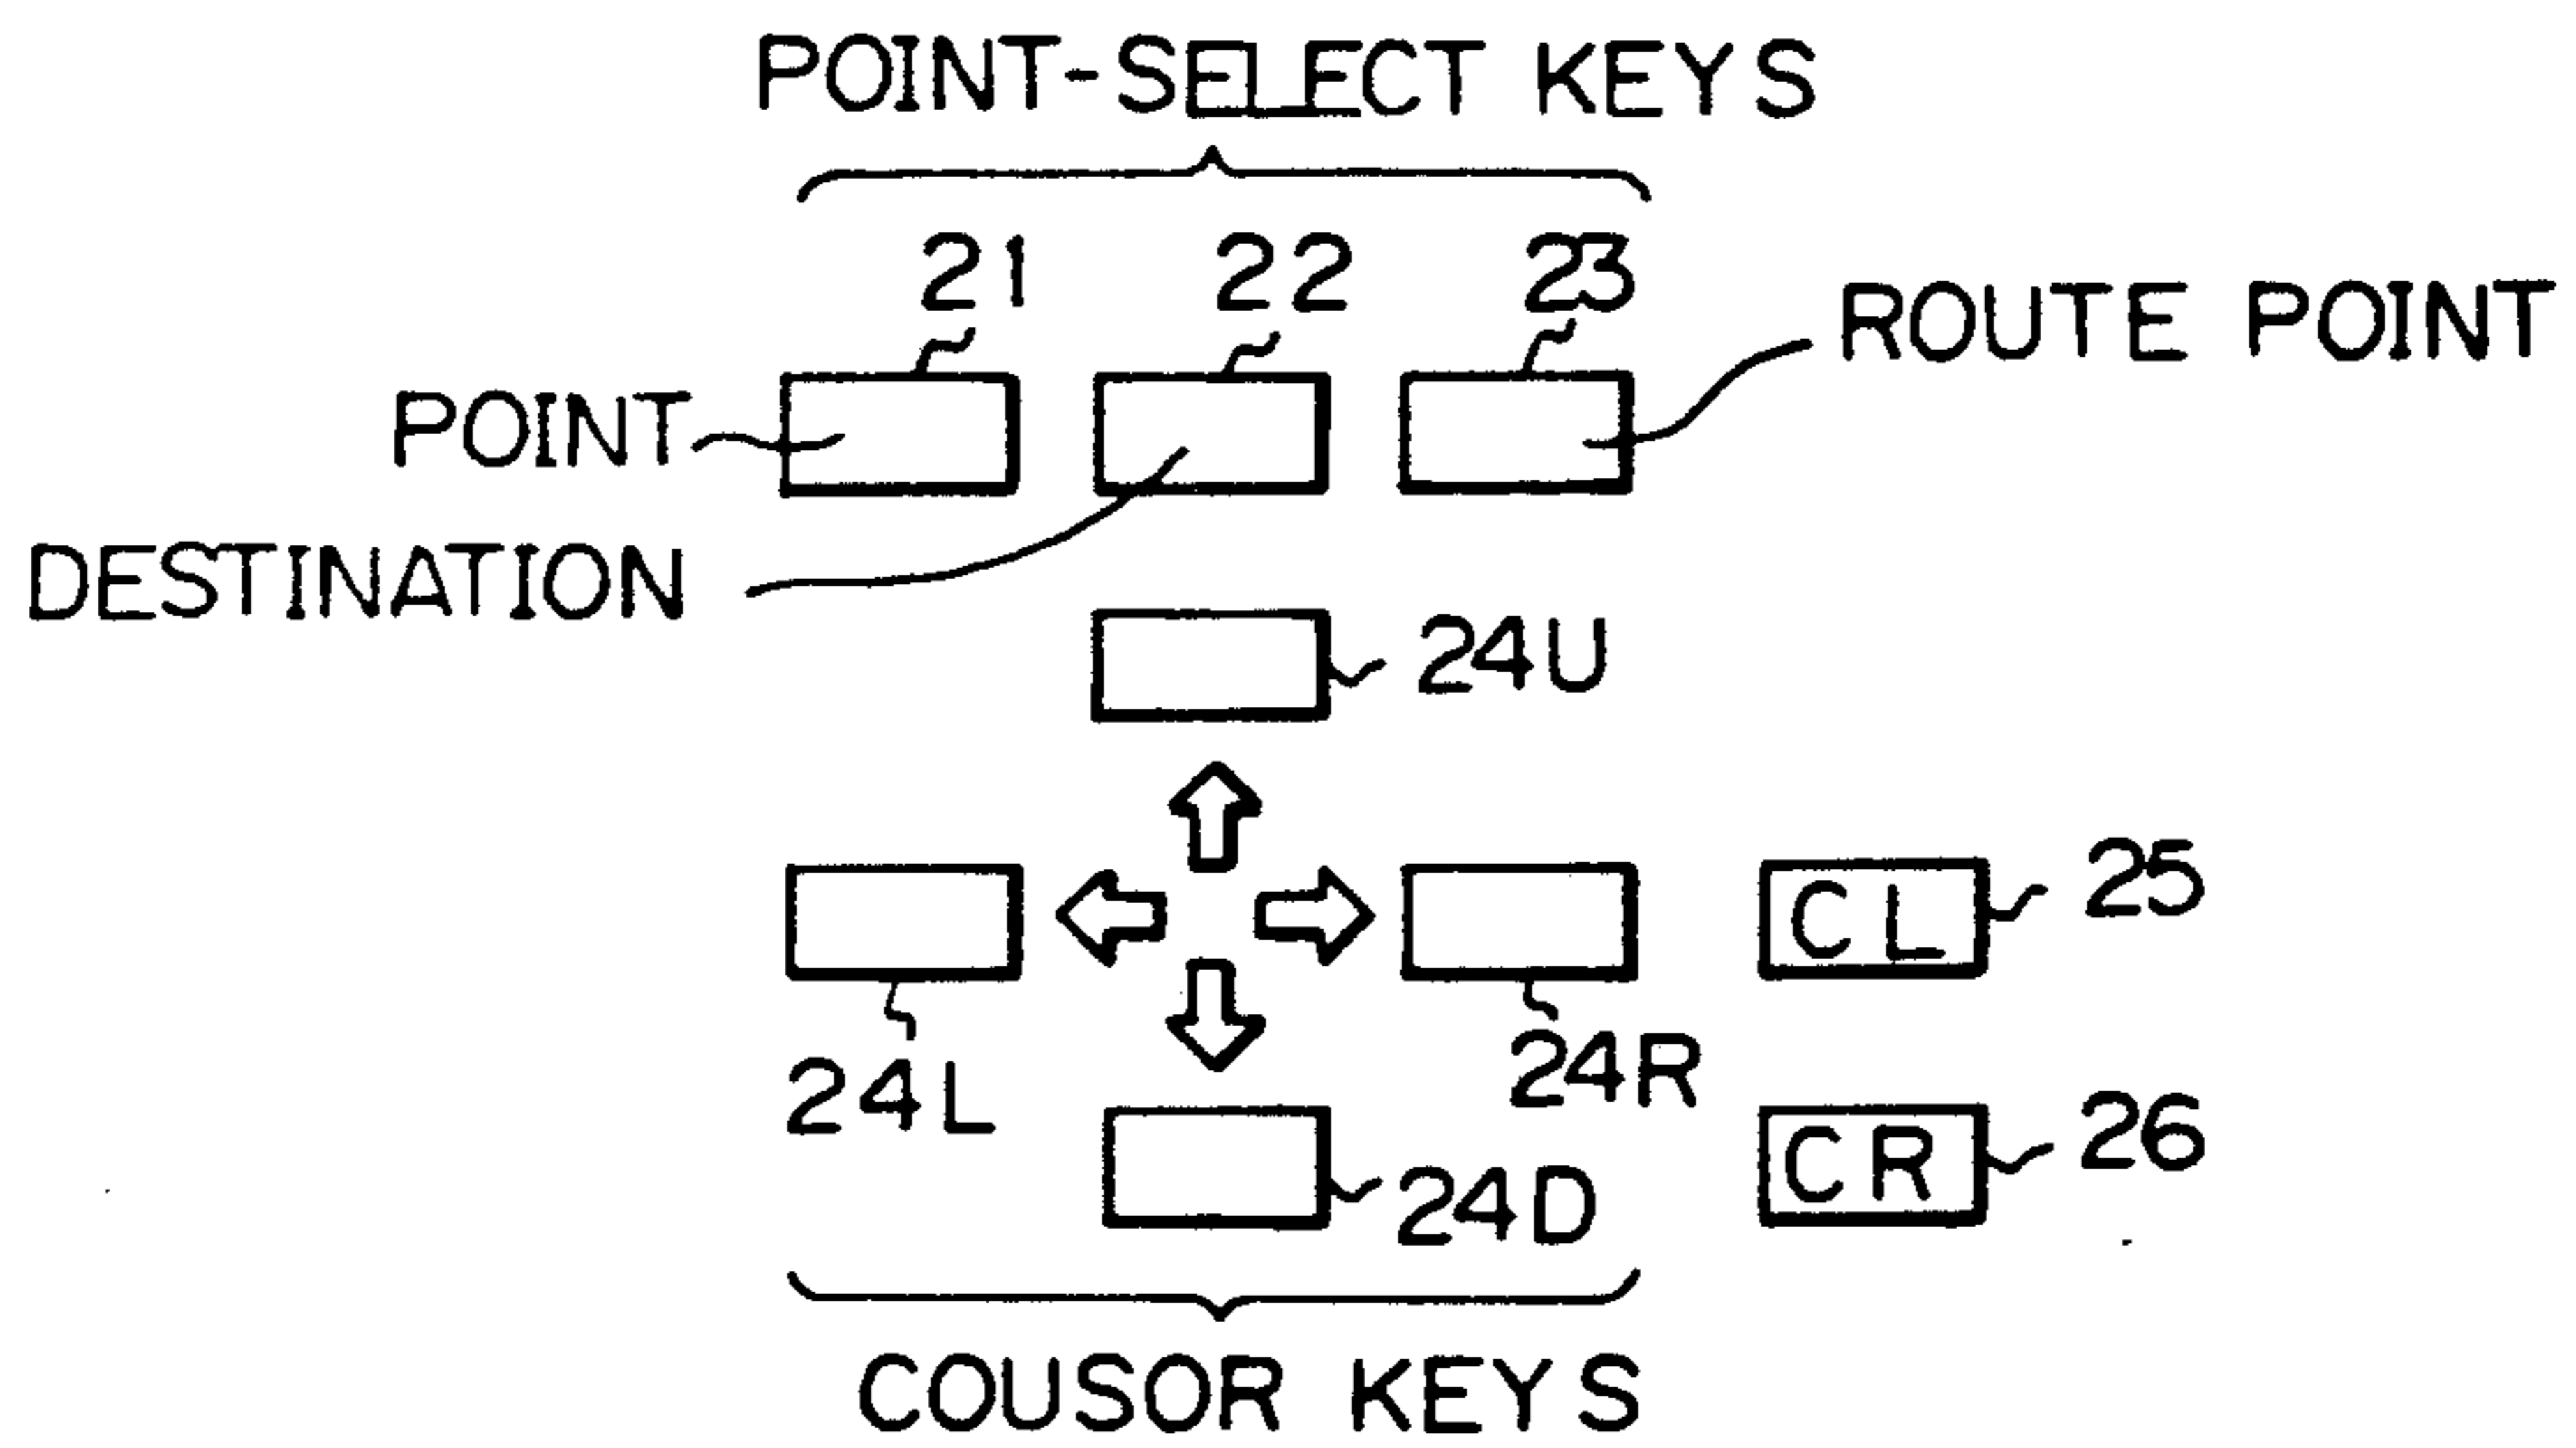 POINT-SELECT KEYS
21 22 23
ROUTE POINT
POINT
DESTINATION
24U
CL 25
24L
24R
CR 26
24D
COUSOR KEYS